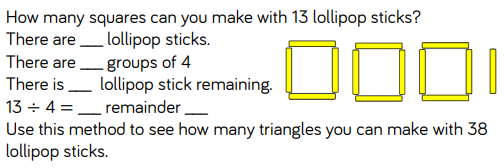 How many squares can you make with 13 lollipop sticks?
There are ___ lollipop sticks.
There are ___ groups of 4
There is ___ lollipop stick remaining.
13 ÷ 4 = ___ remainder ___
Use this method to see how many triangles you can make with 38
lollipop sticks.